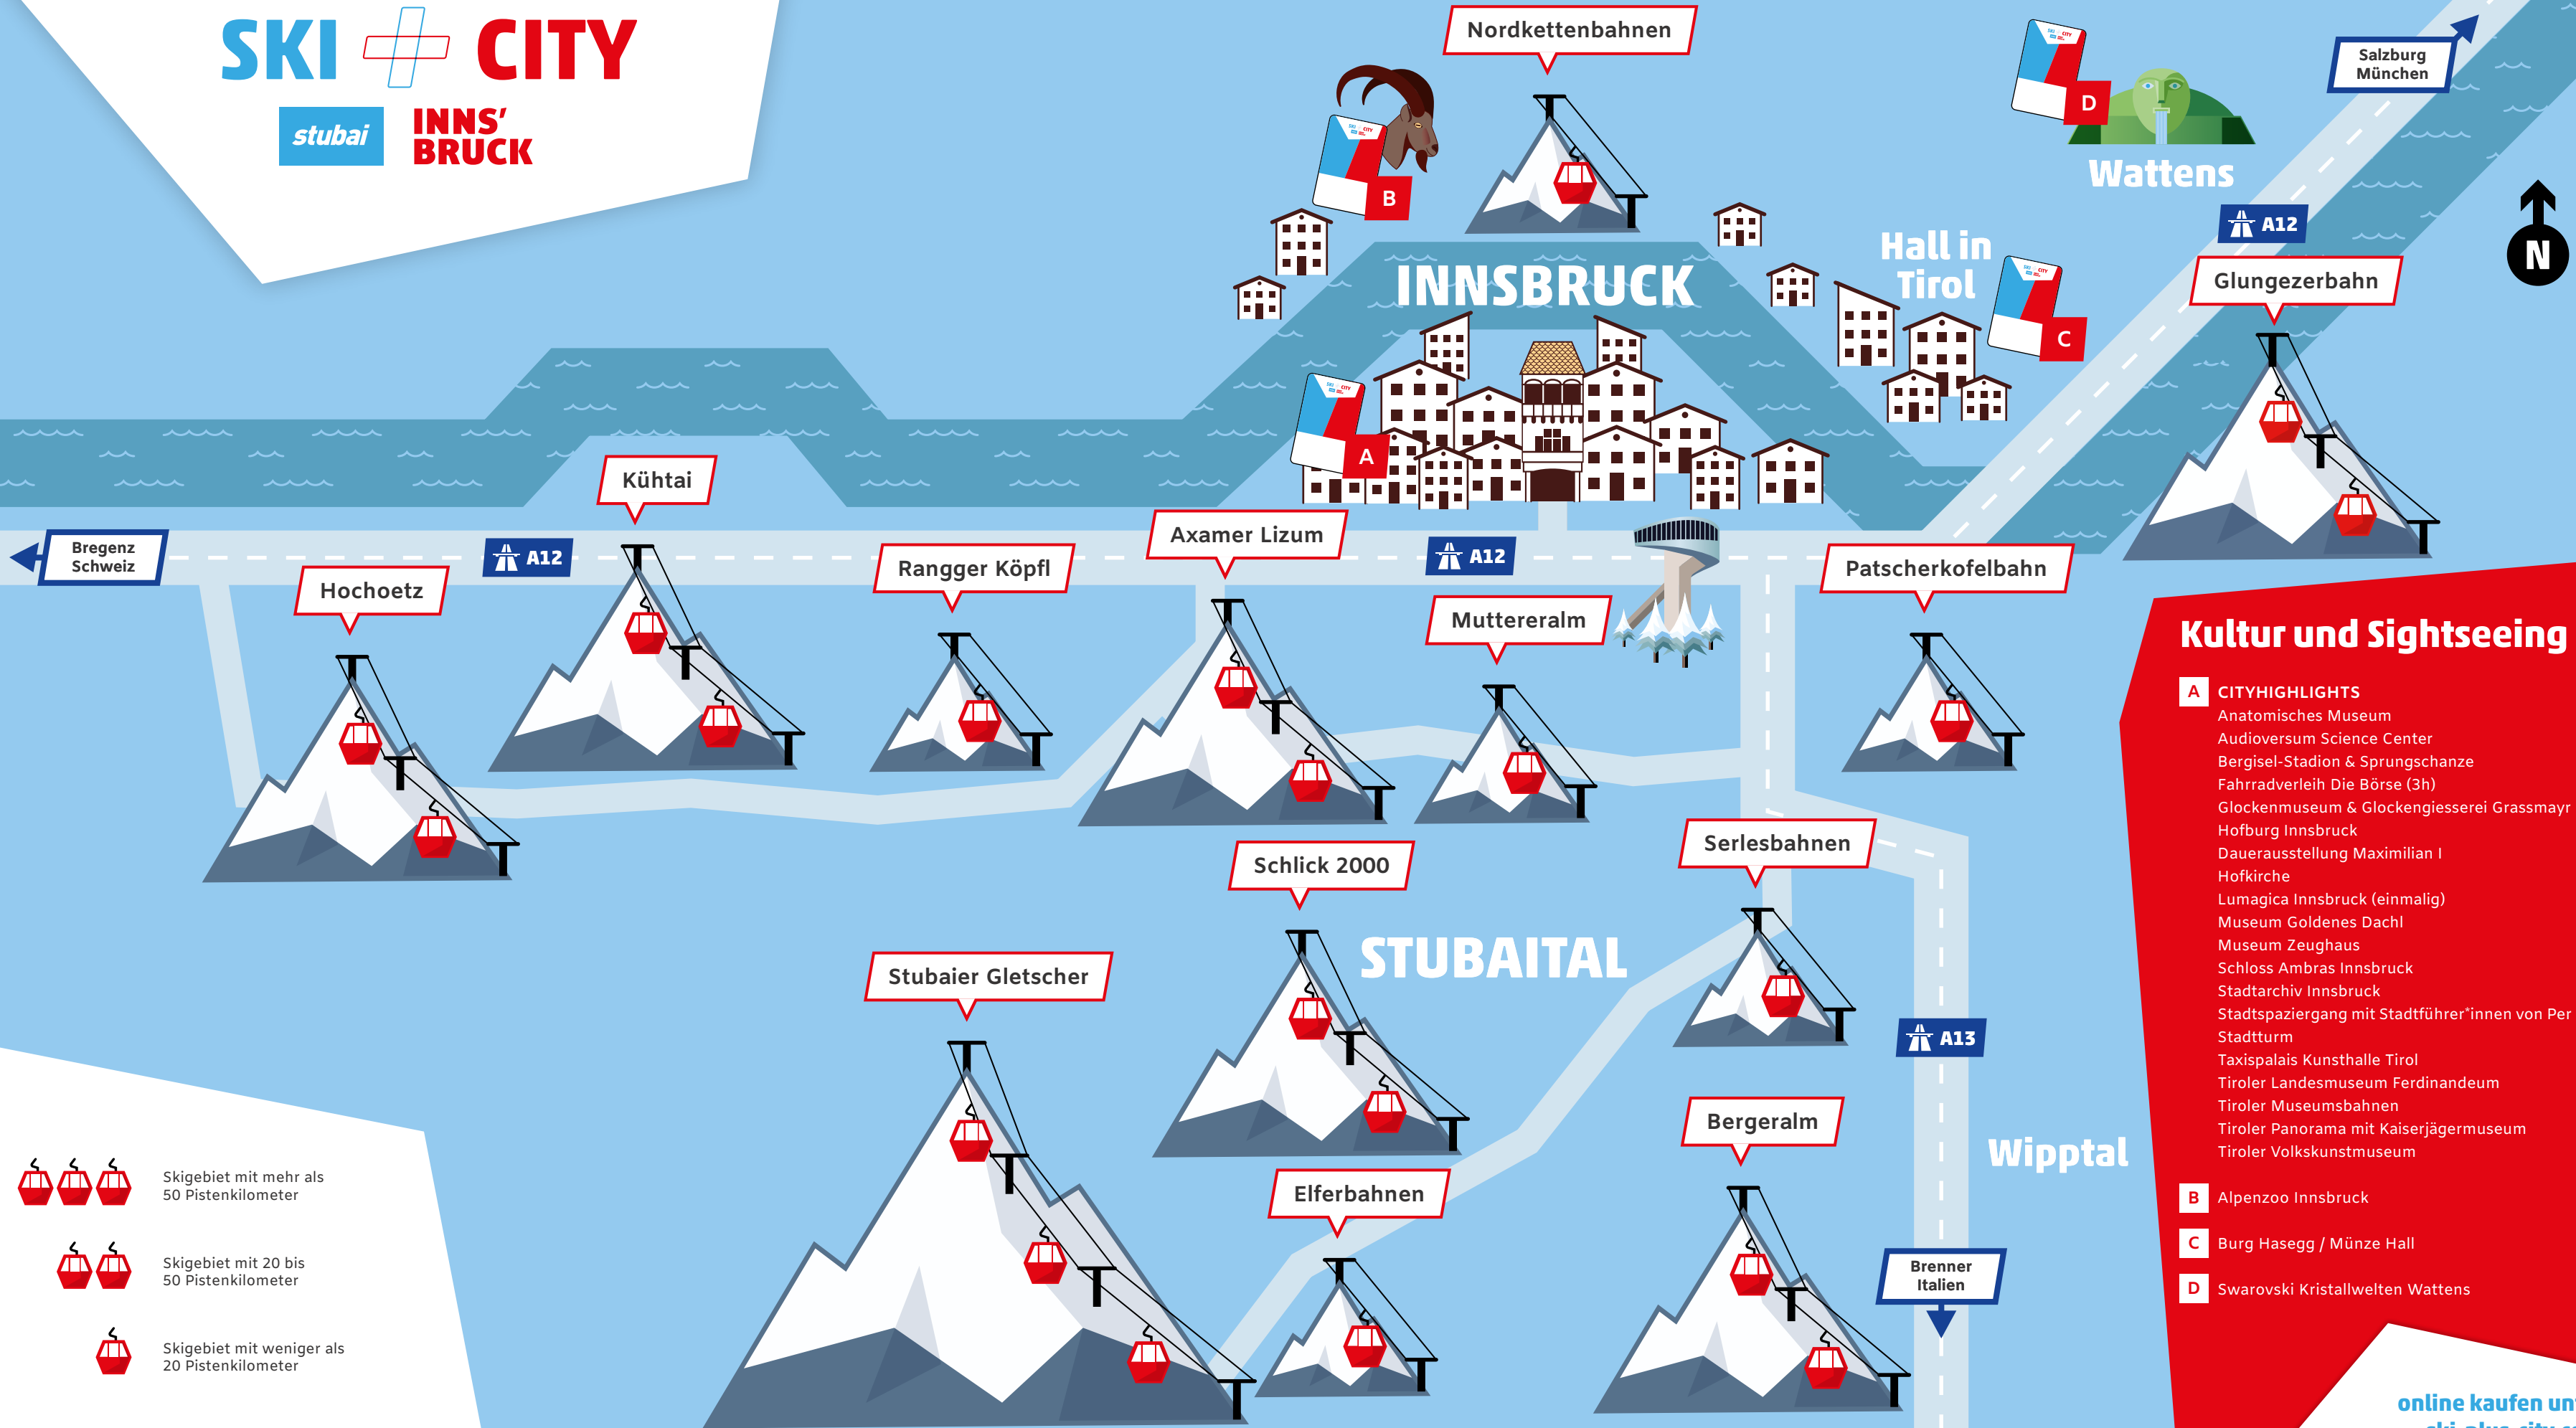 SKI CITY
stubai
INNS'
BRUCK
Nordkettenbahnen
B
D
Wattens
Salzburg
München
A12
N
INNSBRUCK
Hall in
Tirol
C
Glungezerbahn
A
Kühtai
Bregenz
Schweiz
A12
Hochoetz
Rangger Köpfl
Axamer Lizum
A12
Muttereralm
Patscherkofelbahn
Schlick 2000
Serlesbahnen
STUBAITAL
Stubaier Gletscher
A13
Bergeralm
Wipptal
Elferbahnen
Brenner
Italien
Skigebiet mit mehr als
50 Pistenkilometer
Skigebiet mit 20 bis
50 Pistenkilometer
Skigebiet mit weniger als
20 Pistenkilometer
Kultur und Sightseeing
A CITYHIGHLIGHTS
Anatomisches Museum
Audioversum Science Center
Bergisel-Stadion & Sprungschanze
Fahrradverleih Die Börse (3h)
Glockenmuseum & Glockengiesserei Grassmayr
Hofburg Innsbruck
Dauerausstellung Maximilian I
Hofkirche
Lumagica Innsbruck (einmalig)
Museum Goldenes Dachl
Museum Zeughaus
Schloss Ambras Innsbruck
Stadtarchiv Innsbruck
Stadtspaziergang mit Stadtführer*innen von Per
Stadtturm
Taxispalais Kunsthalle Tirol
Tiroler Landesmuseum Ferdinandeum
Tiroler Museumsbahnen
Tiroler Panorama mit Kaiserjägermuseum
Tiroler Volkskunstmuseum
B Alpenzoo Innsbruck
C Burg Hasegg / Münze Hall
D Swarovski Kristallwelten Wattens
online kaufen un